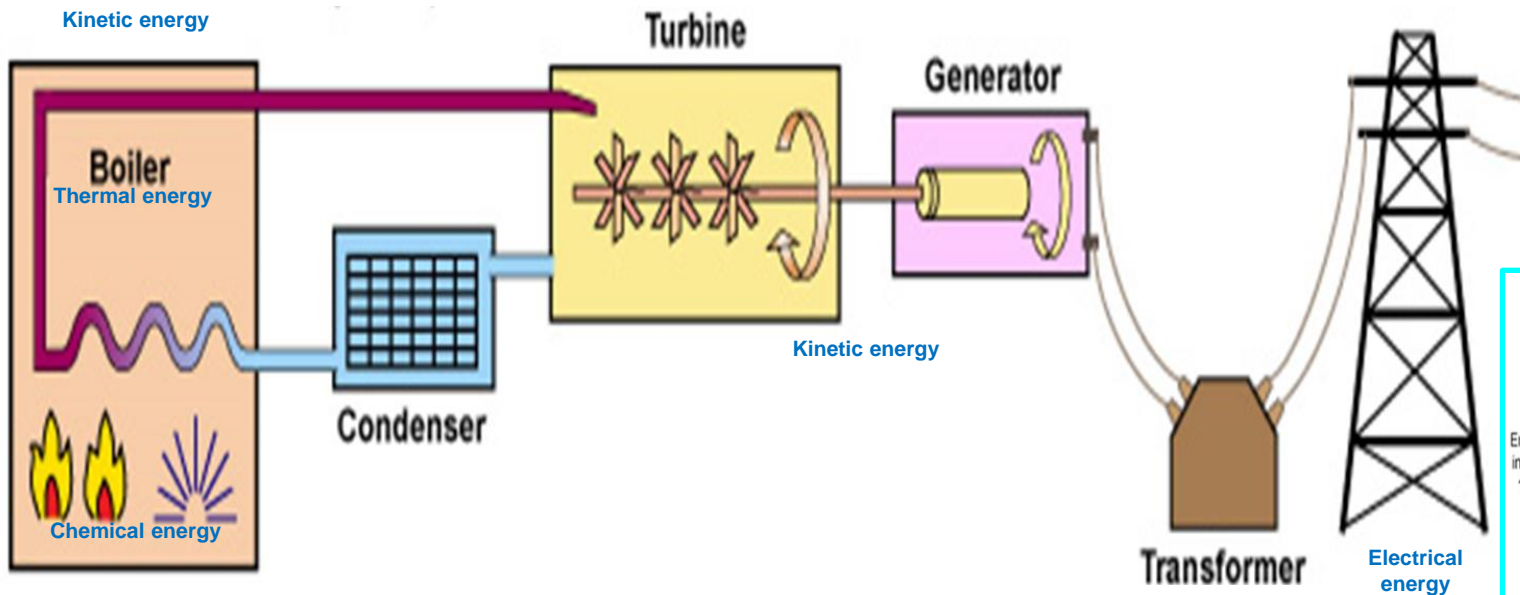 Kinetic energy
Turbine
Generator
Boiler
Thermal energy
Condenser
Kinetic energy
Chemical energy
Transformer
Electrical
energy